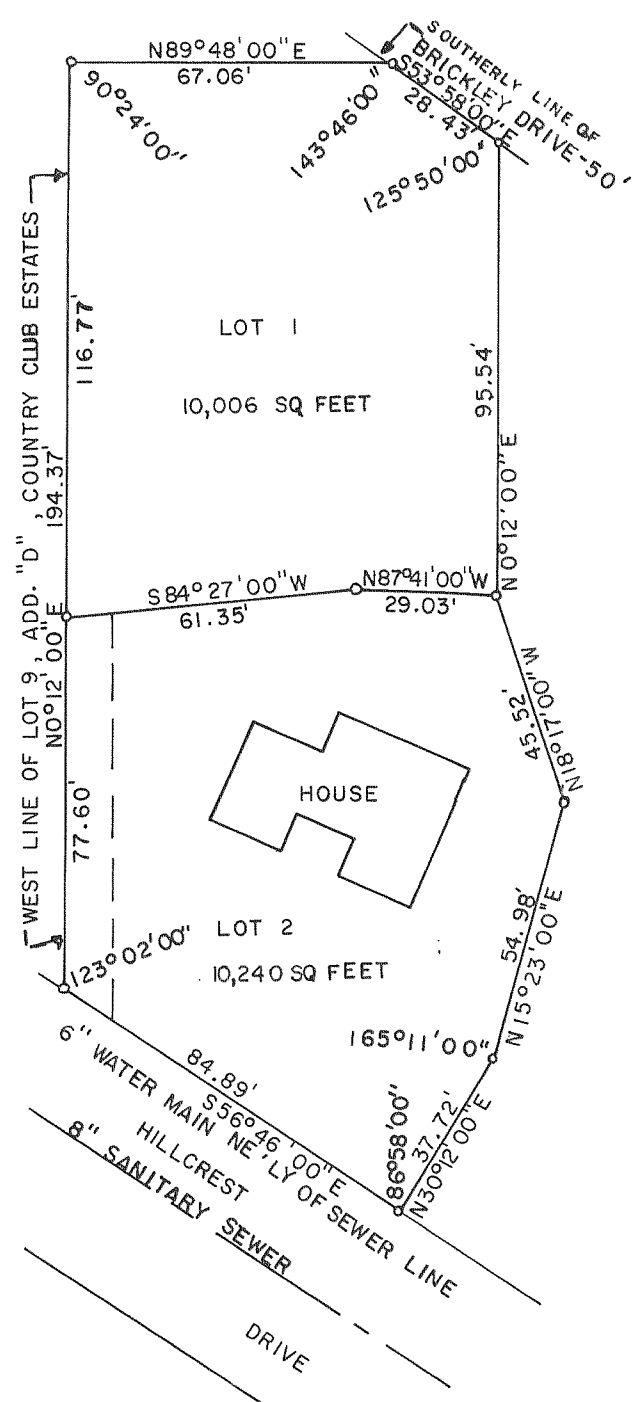 N89°48'00"E
67.06'
SOUTHERLY LINE OF
BRICKLEY DRIVE-50'
S53°58'00"E
28.43'
90°24'00"
143°46'00"
125°50'00"
WEST LINE OF LOT 9, ADD. "D", COUNTRY CLUB ESTATES
116.77'
194.37'
N0°12'00"E
LOT 1
10,006 SQ FEET
95.54'
N0°12'00"E
S84°27'00"W
61.35'
N87°41'00"W
29.03'
45.52'
N18°17'00"W
HOUSE
77.60'
54.98'
N15°23'00"E
LOT 2
10,240 SQ FEET
123°02'00"
165°11'00"
86°58'00"
37.72'
N30°12'00"E
84.89'
S56°46'00"E
6" WATER MAIN NE'LY OF SEWER LINE
HILLCREST
8" SANITARY SEWER
DRIVE